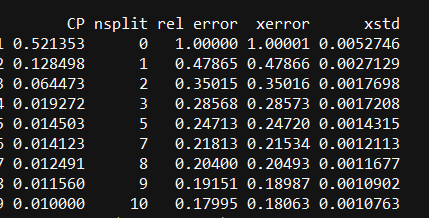 CP nsplit rel error xerror xstd
1 0.521353 0 1.00000 1.00001 0.0052746
2 0.128498 1 0.47865 0.47866 0.0027129
3 0.064473 2 0.35015 0.35016 0.0017698
4 0.019272 3 0.28568 0.28573 0.0017208
5 0.014503 5 0.24713 0.24720 0.0014315
6 0.014123 7 0.21813 0.21534 0.0012113
7 0.012491 8 0.20400 0.20493 0.0011677
8 0.011560 9 0.19151 0.18987 0.0010902
9 0.010000 10 0.17995 0.18063 0.0010763